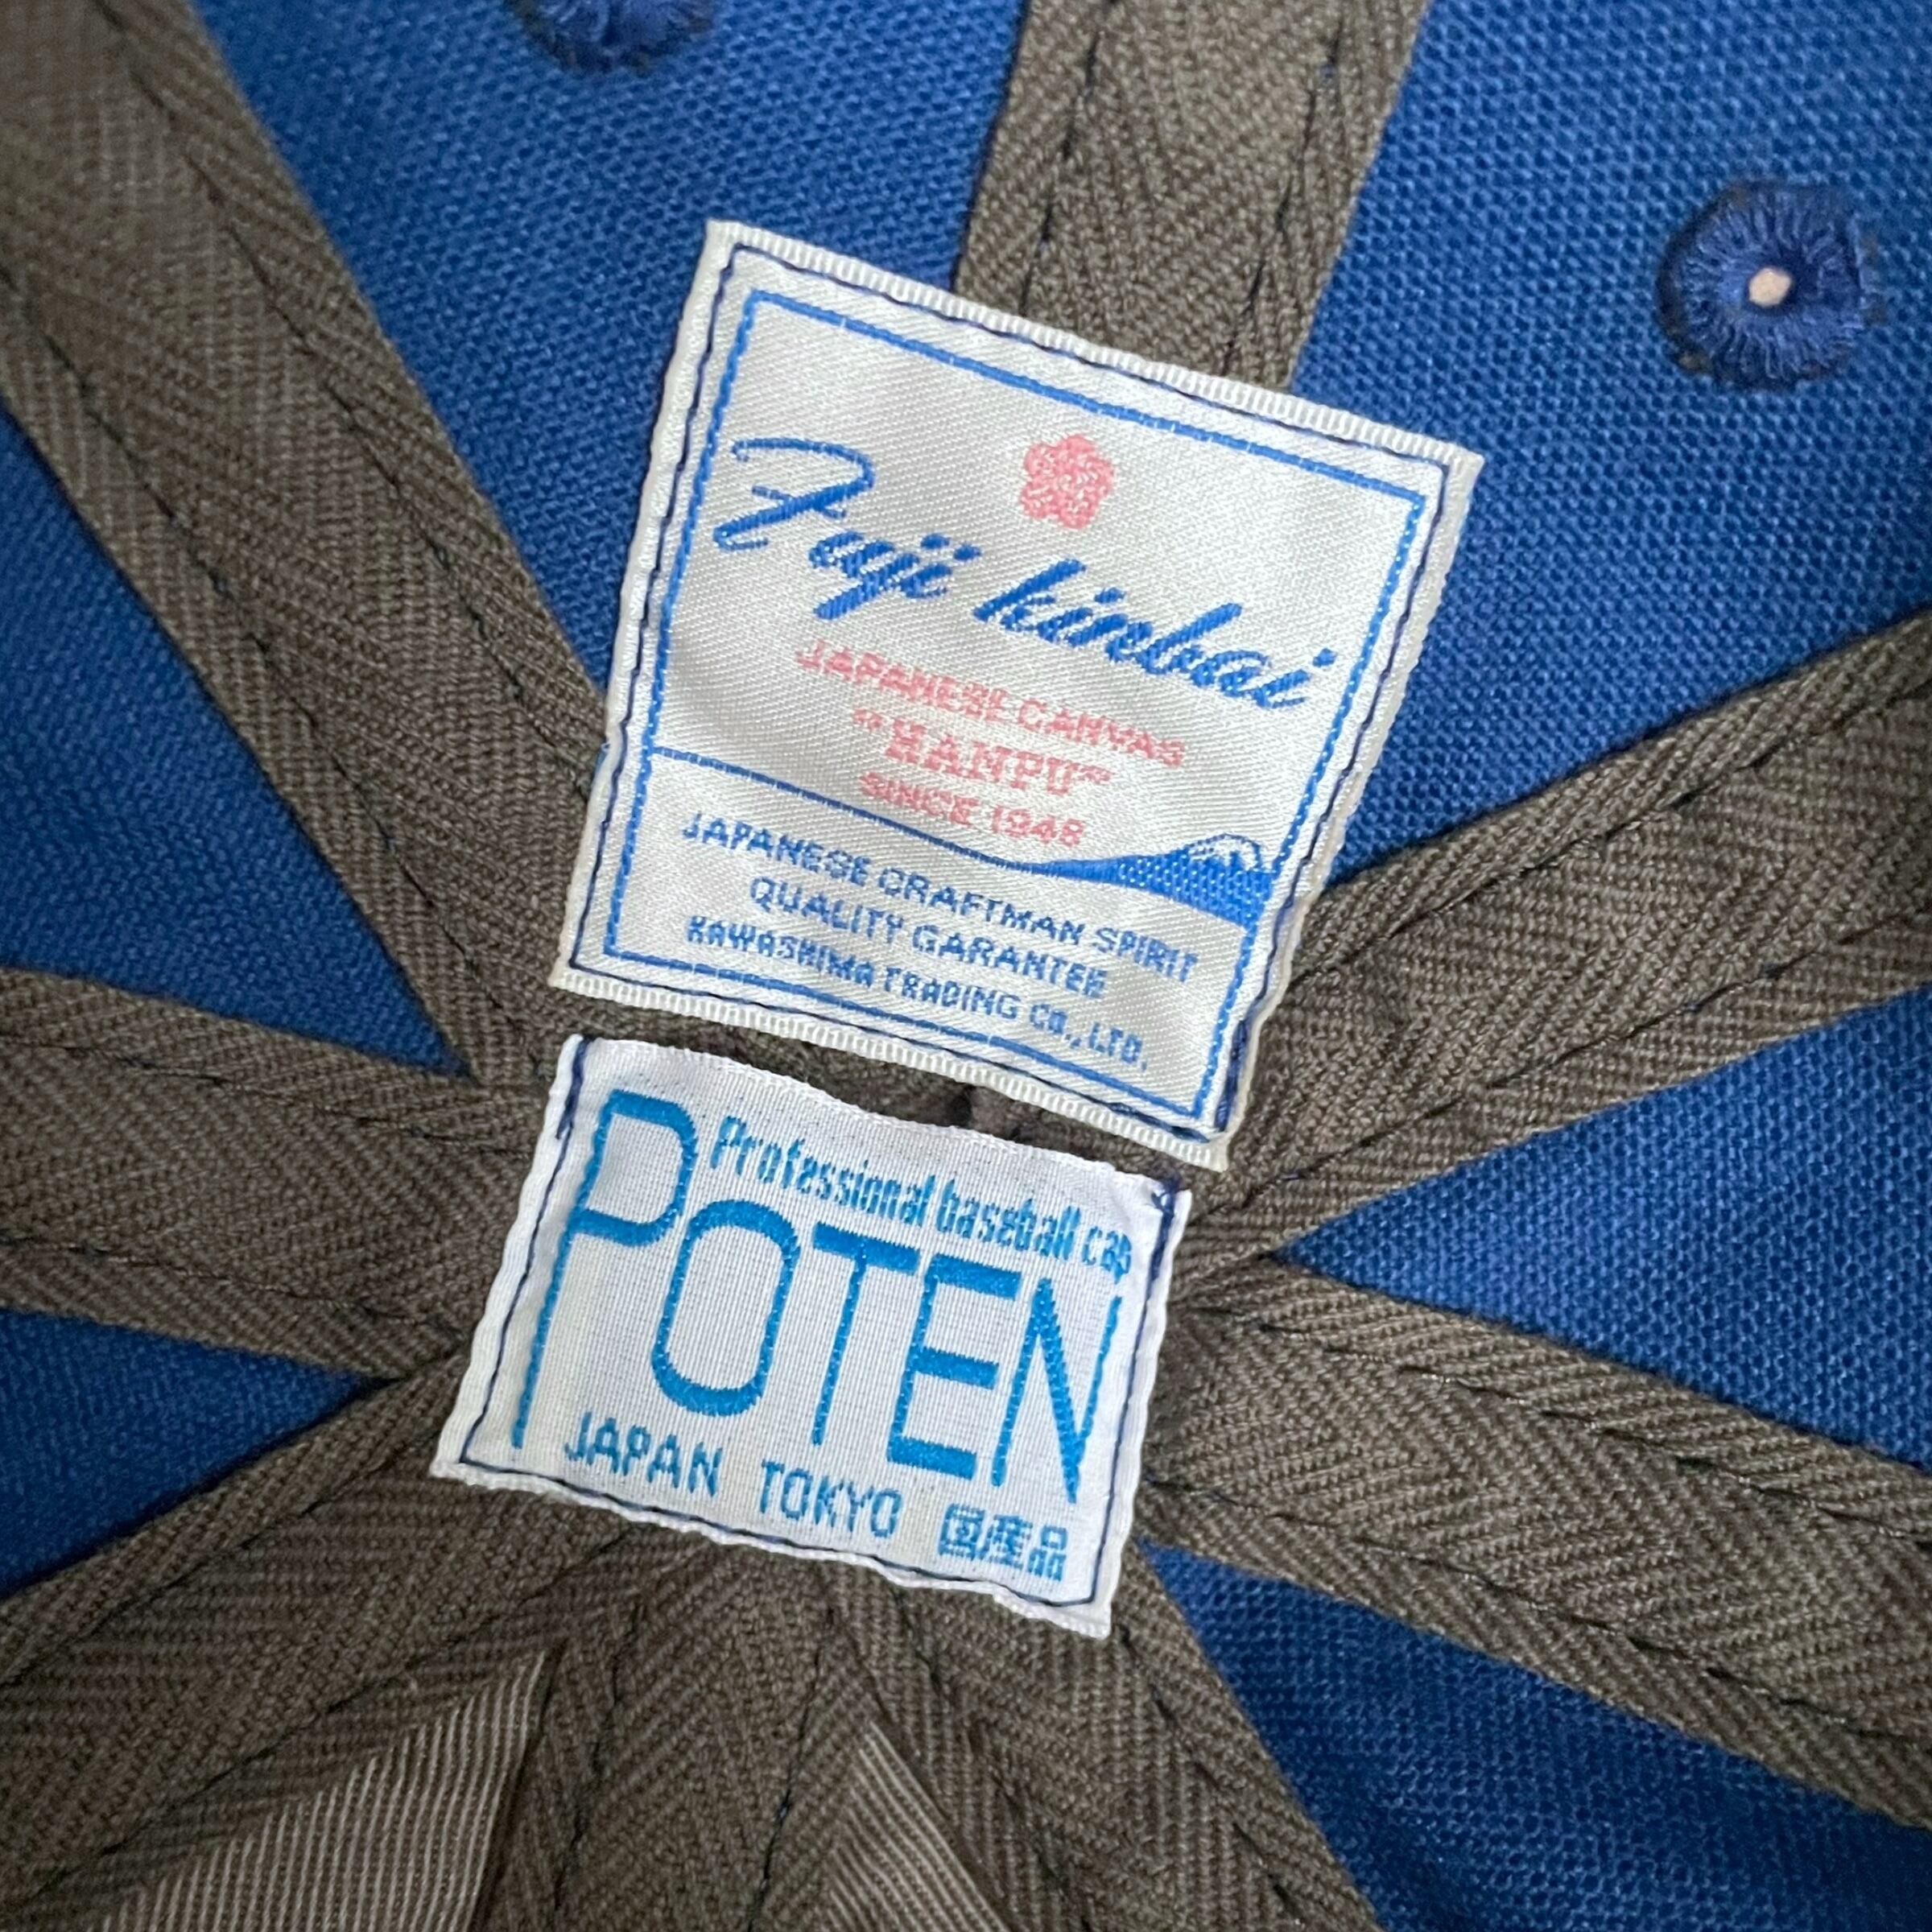 Fuji kinbai
JAPANESE CANVAS
"HANPU"
SINCE 1948
JAPANESE CRAFTMAN SPIRIT
QUALITY GARANTEE
KAWASHIMA TRADING Co., LTD.
Professional baseball cap
POTEN
JAPAN TOKYO 国産品